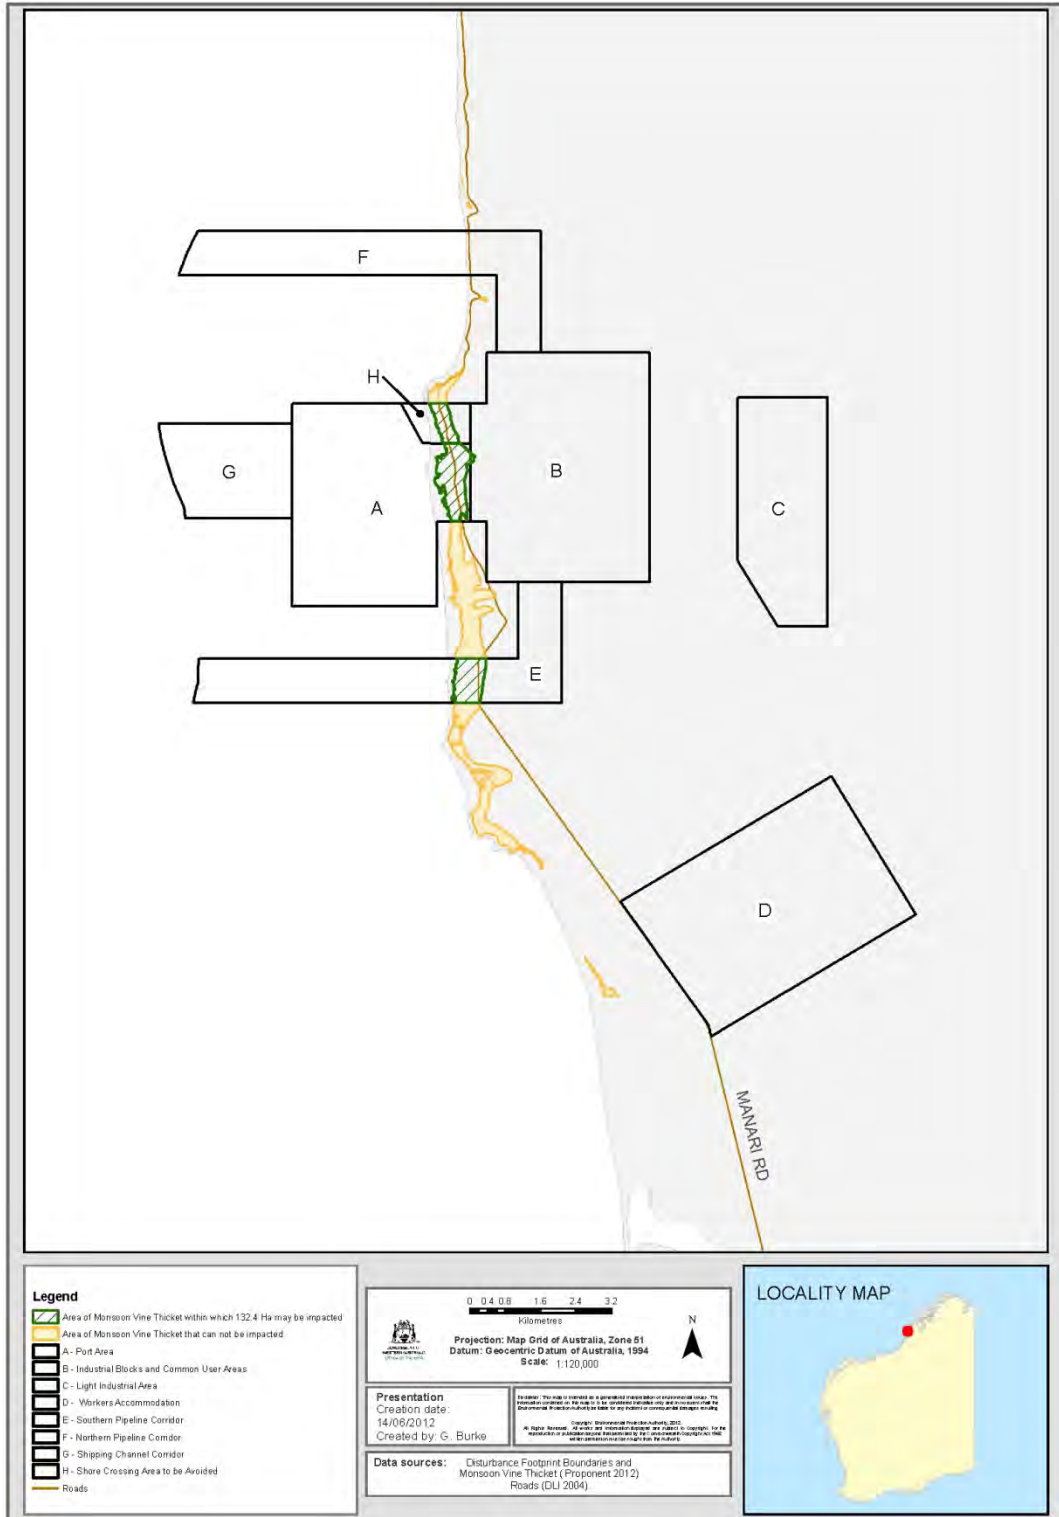 F
H
G
A
B
C
E
D
MANARI RD
Legend
Area of Monsoon Vine Thicket within which 132.4 Ha may be impacted
Area of Monsoon Vine Thicket that can not be impacted
A - Port Area
B - Industrial Blocks and Common User Areas
C - Light Industrial Area
D - Workers Accommodation
E - Southern Pipeline Corridor
F - Northern Pipeline Corridor
G - Shipping Channel Corridor
H - Shore Crossing Area to be Avoided
Roads
0 0.4 0.8 1.6 2.4 3.2
Kilometres
N
Projection: Map Grid of Australia, Zone 51
Datum: Geocentric Datum of Australia, 1994
Scale: 1:120,000
Presentation
Creation date:
14/06/2012
Created by: G. Burke
Copyright: Environmental Protection Authority, 2012.
Data sources: Disturbance Footprint Boundaries and
Monsoon Vine Thicket ( Proponent 2012)
Roads (DLI 2004)
LOCALITY MAP